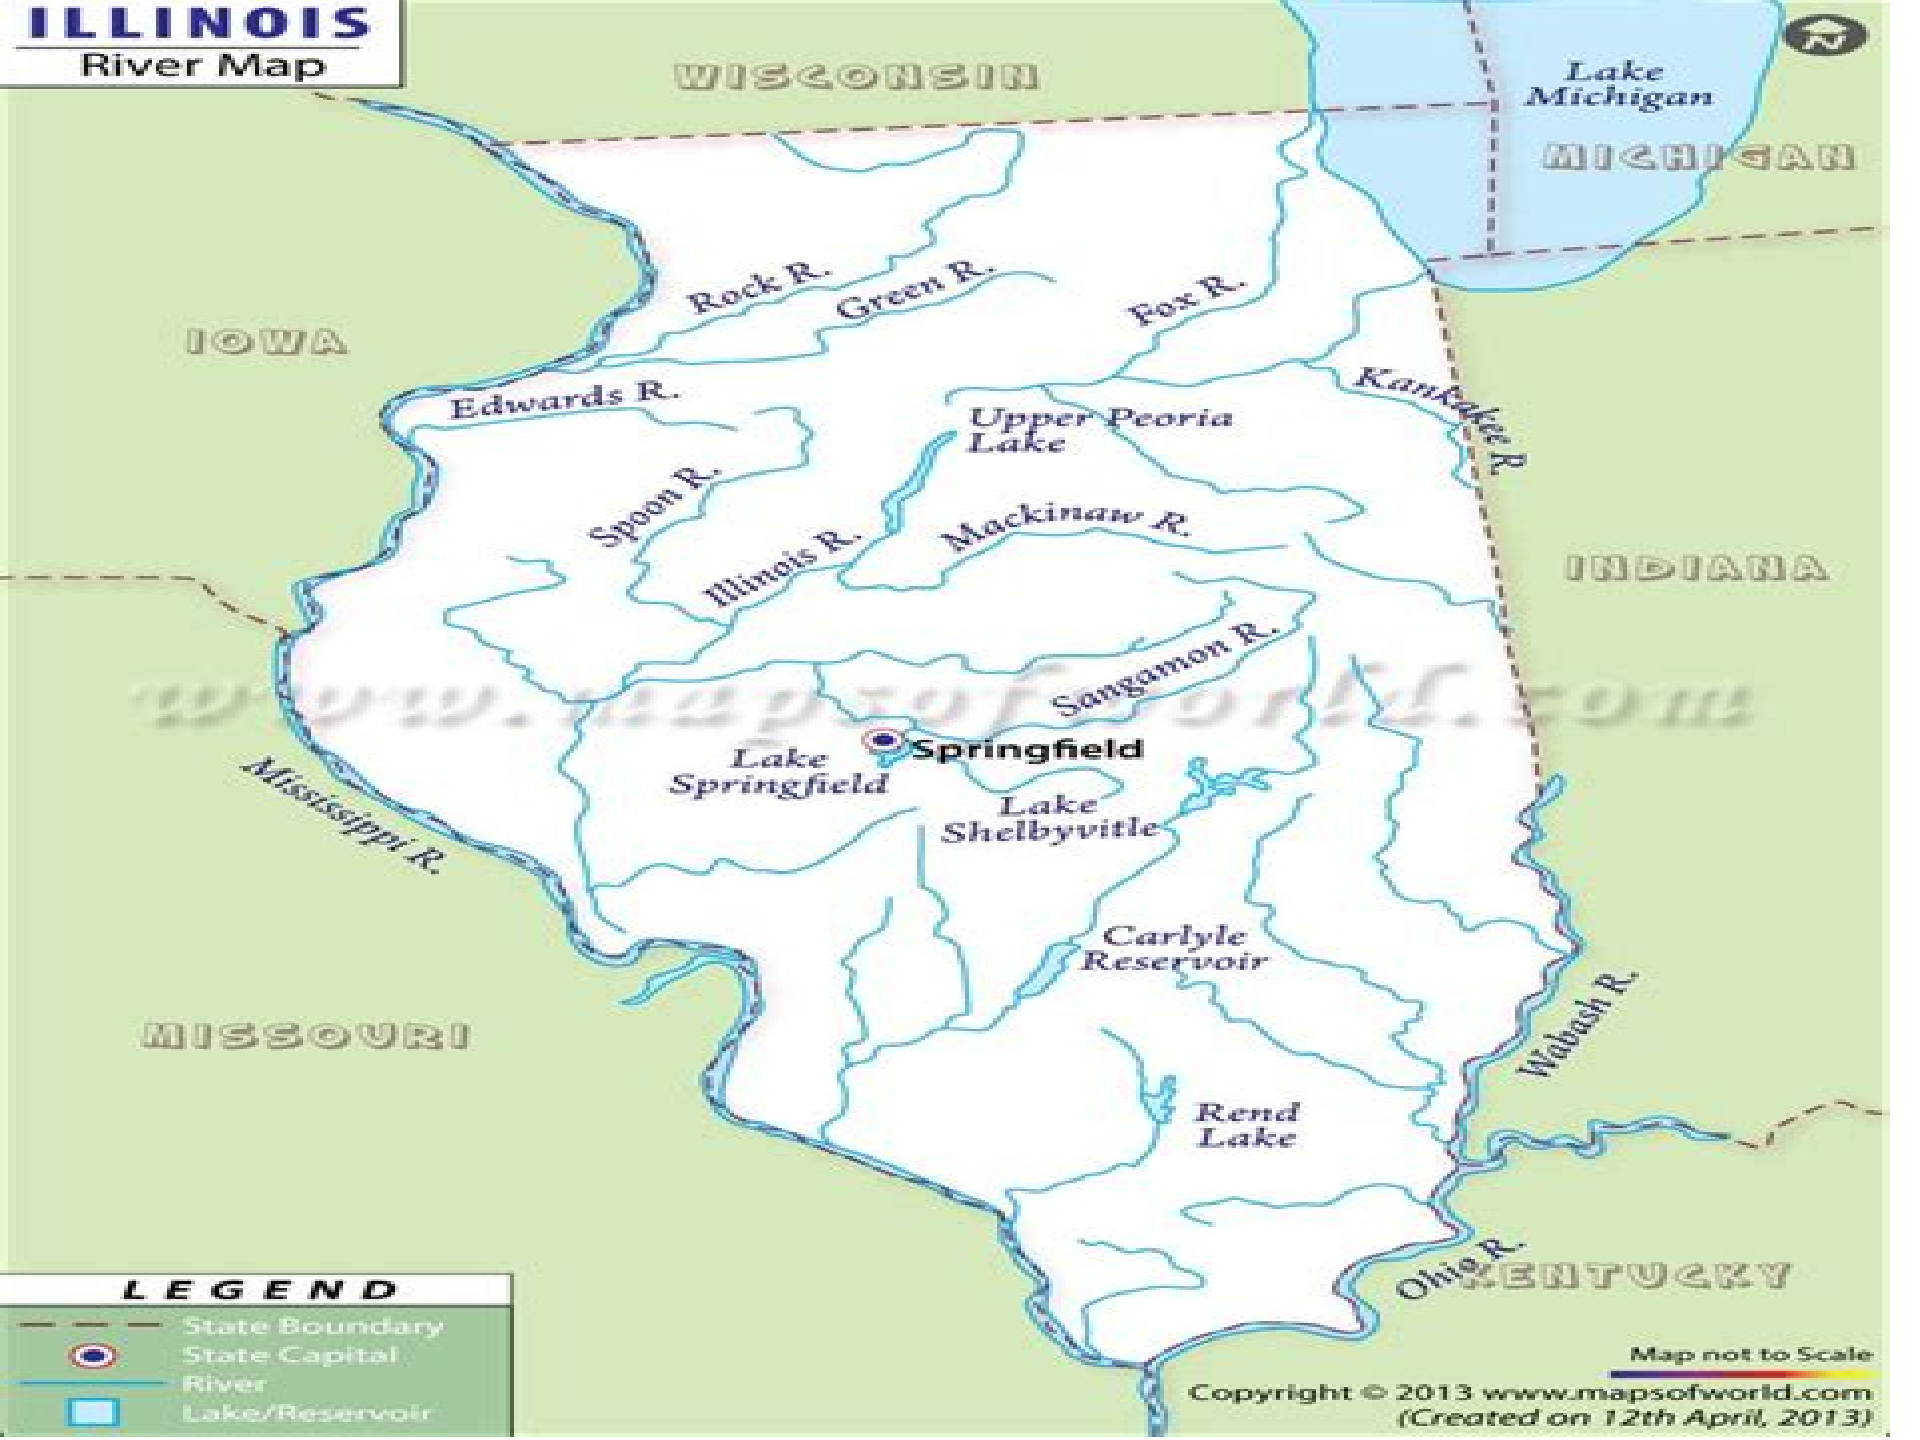 ILLINOIS
River Map
WISCONSIN
Lake
Michigan
MICHIGAN
IOWA
Rock R.
Green R.
Fox R.
Edwards R.
Kankakee R.
Upper Peoria
Lake
Spoon R.
Illinois R.
Mackinaw R.
INDIANA
Sangamon R.
www.mapsofworld.com
Springfield
Lake
Springfield
Mississippi R.
Lake
Shelbyvitle
Carlyle
Reservoir
Wabash R.
MISSOURI
Rend
Lake
Ohio R.
KENTUCKY
LEGEND
State Boundary
State Capital
River
Lake/Reservoir
Map not to Scale
Copyright © 2013 www.mapsofworld.com
(Created on 12th April, 2013)